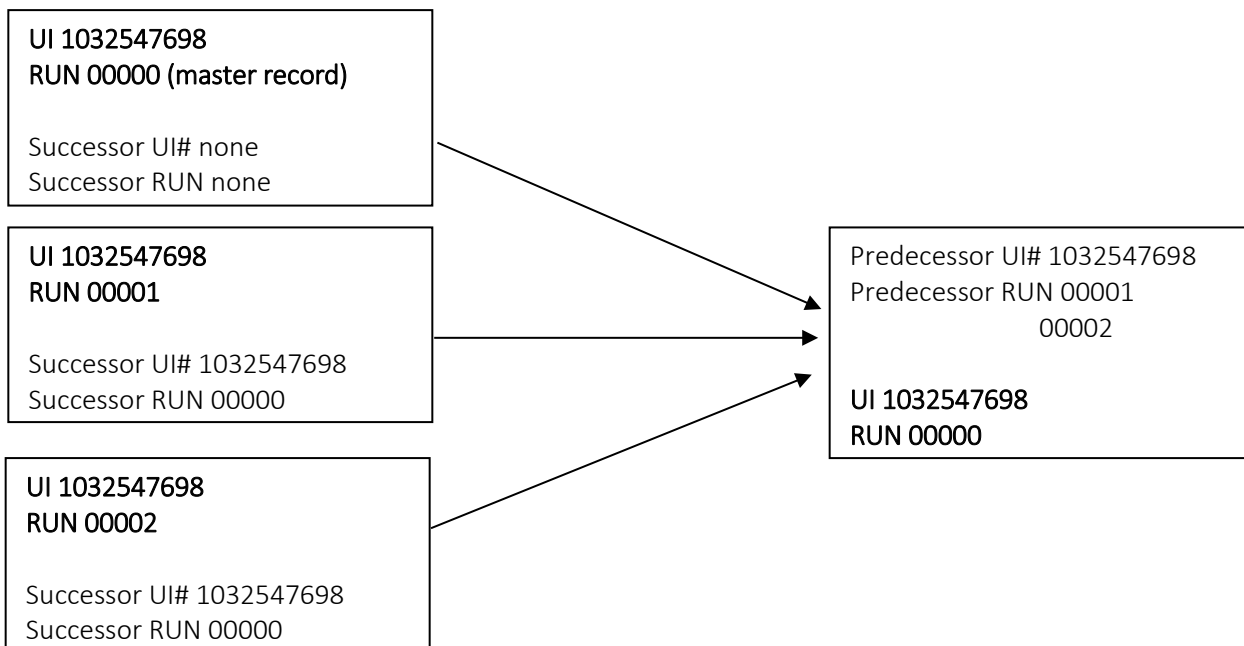 UI 1032547698
RUN 00000 (master record)
Successor UI# none
Successor RUN none
UI 1032547698
RUN 00001
Successor UI# 1032547698
Successor RUN 00000
UI 1032547698
RUN 00002
Successor UI# 1032547698
Successor RUN 00000
Predecessor UI# 1032547698
Predecessor RUN 00001
00002
UI 1032547698
RUN 00000